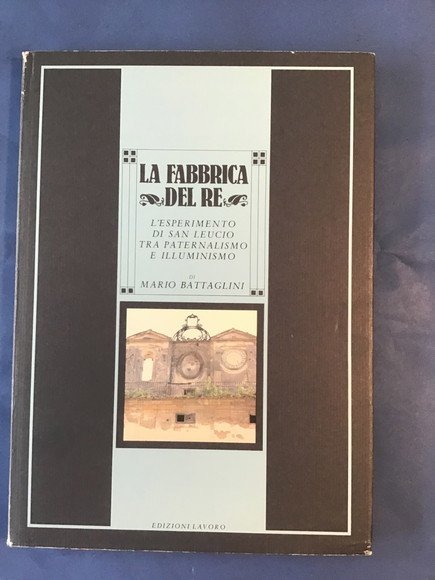 LA FABBRICA
DEL RE
L'ESPERIMENTO
DI SAN LEUCIO
TRA PATERNALISMO
E ILLUMINISMO
DI
MARIO BATTAGLINI
EDIZIONI LAVORO